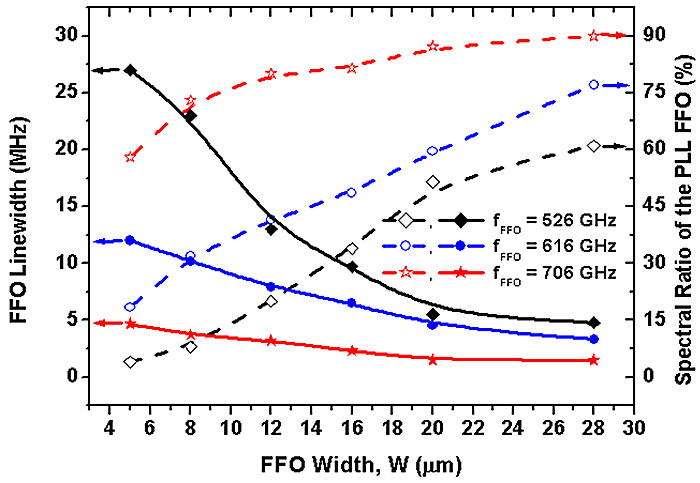 FFO Linewidth (MHz)
30
25
20
15
10
5
0
90
75
60
45
30
15
0
Spectral Ratio of the PLL FFO (%)
f_FFO = 526 GHz
f_FFO = 616 GHz
f_FFO = 706 GHz
4 6 8 10 12 14 16 18 20 22 24 26 28 30
FFO Width, W (μm)